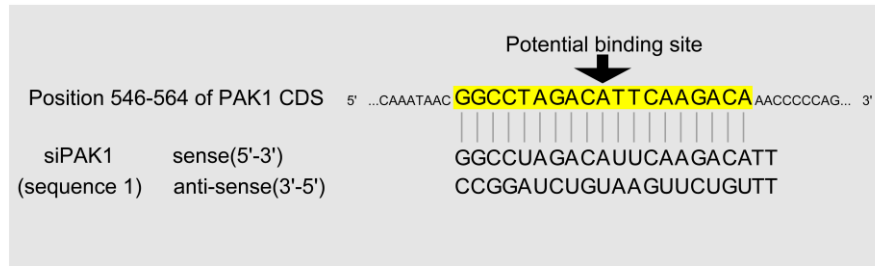 Potential binding site
Position 546-564 of PAK1 CDS 5' ...CAAATAAC GGCCTAGACATTCAAGACA AACCCCCAG... 3'
siPAK1 sense(5'-3') GGCCUAGACAUUCAAGACATT
(sequence 1) anti-sense(3'-5') CCGGAUCUGUAAGUUCUGUTT